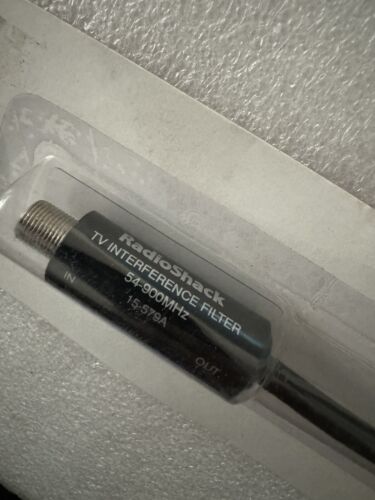 RadioShack
TV INTERFERENCE FILTER
54-900MHz
15-579A
IN
OUT